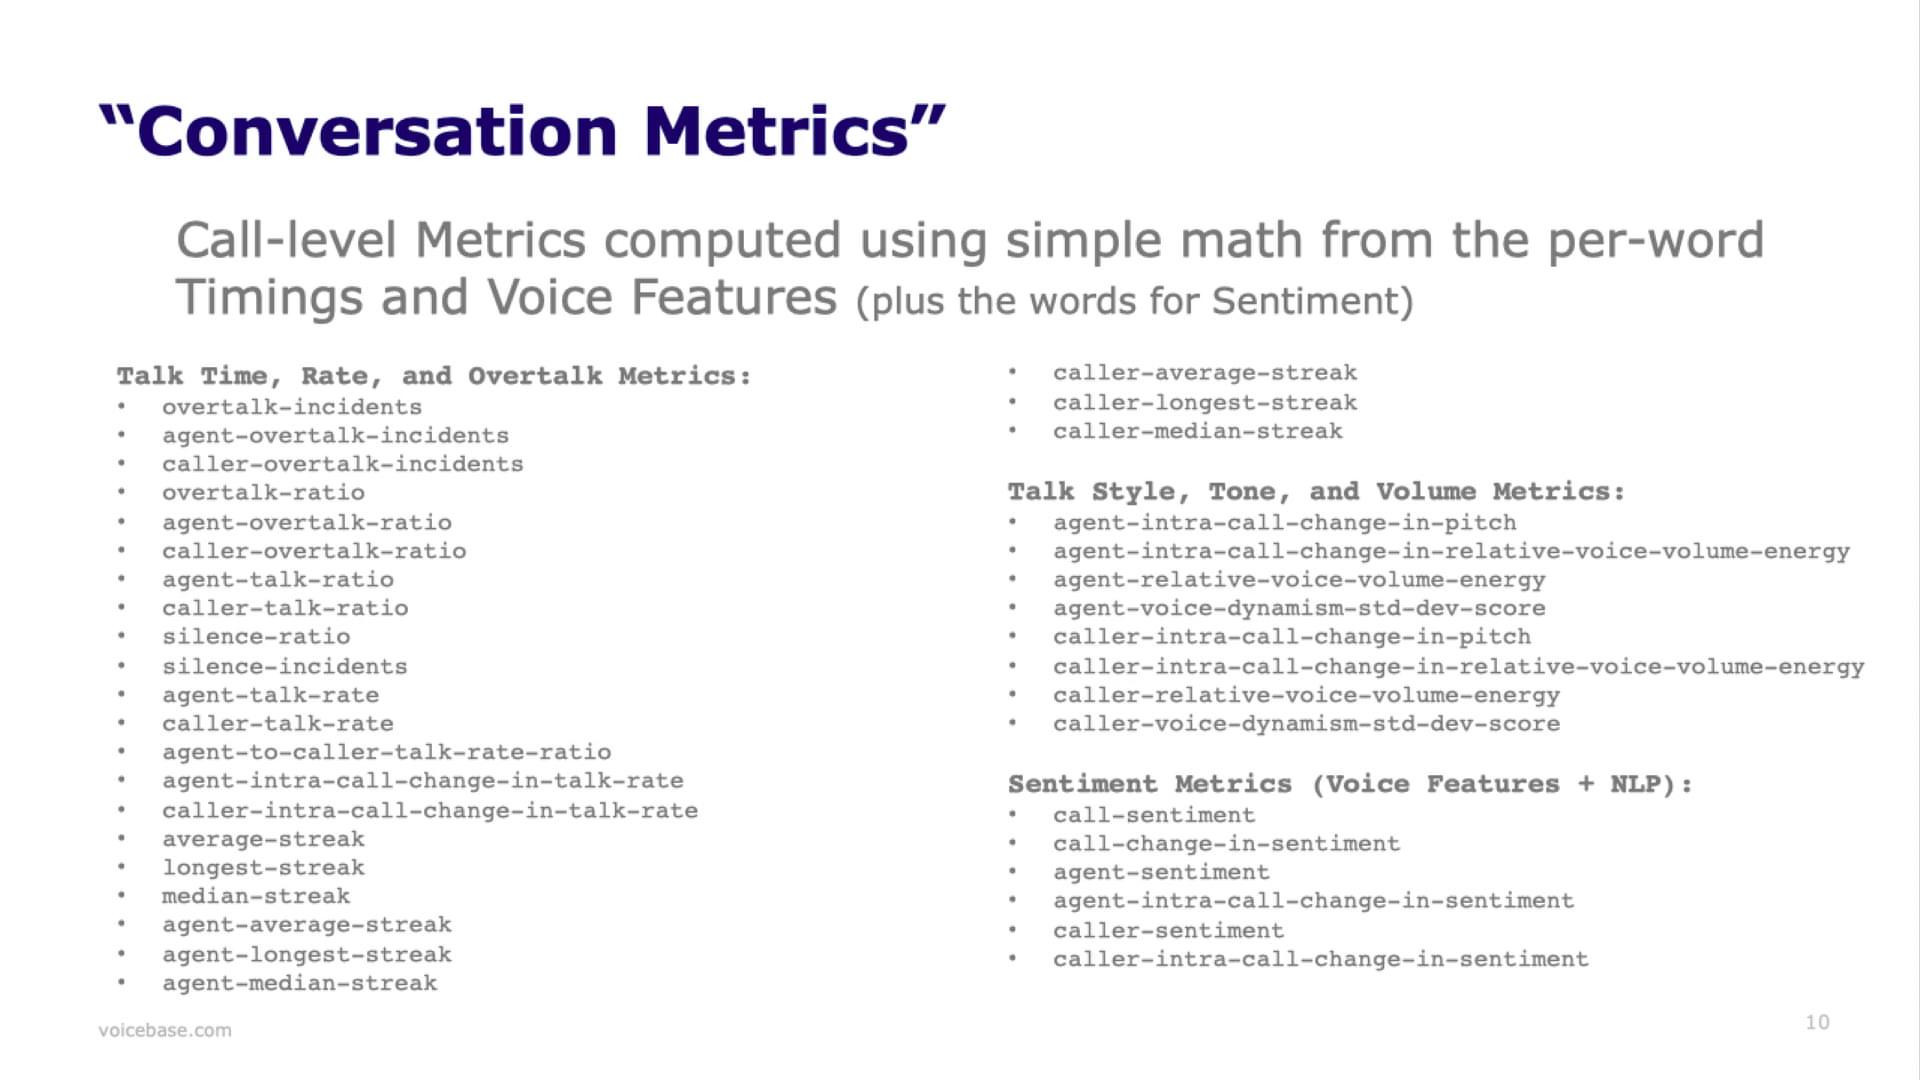 “Conversation Metrics”
Call-level Metrics computed using simple math from the per-word
Timings and Voice Features (plus the words for Sentiment)
Talk Time, Rate, and Overtalk Metrics:
• overtalk-incidents
• agent-overtalk-incidents
• caller-overtalk-incidents
• overtalk-ratio
• agent-overtalk-ratio
• caller-overtalk-ratio
• agent-talk-ratio
• caller-talk-ratio
• silence-ratio
• silence-incidents
• agent-talk-rate
• caller-talk-rate
• agent-to-caller-talk-rate-ratio
• agent-intra-call-change-in-talk-rate
• caller-intra-call-change-in-talk-rate
• average-streak
• longest-streak
• median-streak
• agent-average-streak
• agent-longest-streak
• agent-median-streak
• caller-average-streak
• caller-longest-streak
• caller-median-streak
Talk Style, Tone, and Volume Metrics:
• agent-intra-call-change-in-pitch
• agent-intra-call-change-in-relative-voice-volume-energy
• agent-relative-voice-volume-energy
• agent-voice-dynamism-std-dev-score
• caller-intra-call-change-in-pitch
• caller-intra-call-change-in-relative-voice-volume-energy
• caller-relative-voice-volume-energy
• caller-voice-dynamism-std-dev-score
Sentiment Metrics (Voice Features + NLP):
• call-sentiment
• call-change-in-sentiment
• agent-sentiment
• agent-intra-call-change-in-sentiment
• caller-sentiment
• caller-intra-call-change-in-sentiment
voicebase.com
10